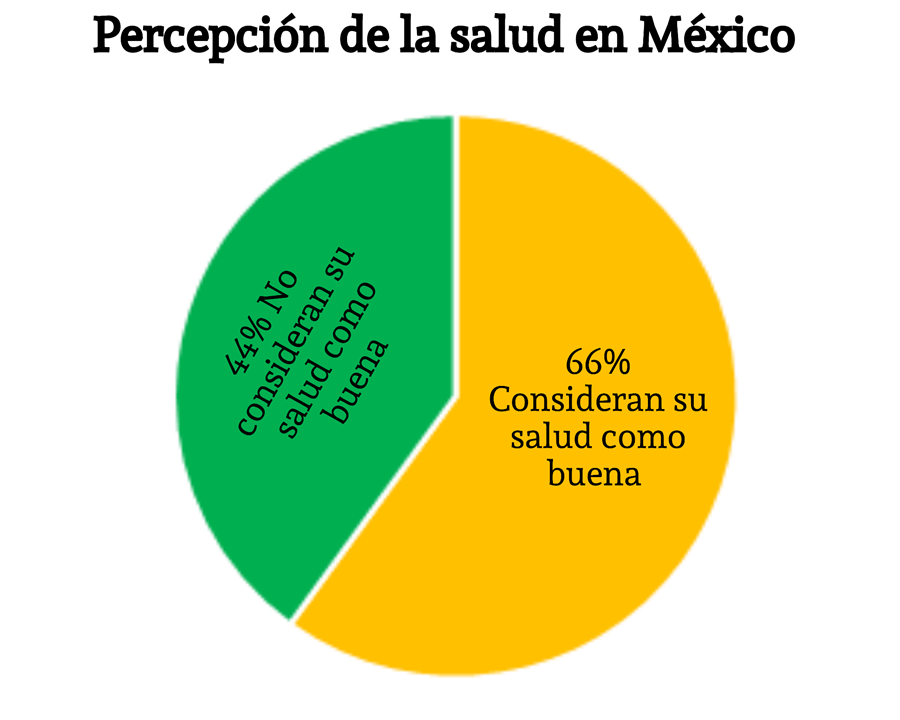 Percepción de la salud en México
44% No
consideran su
salud como
buena
66%
Consideran su
salud como
buena